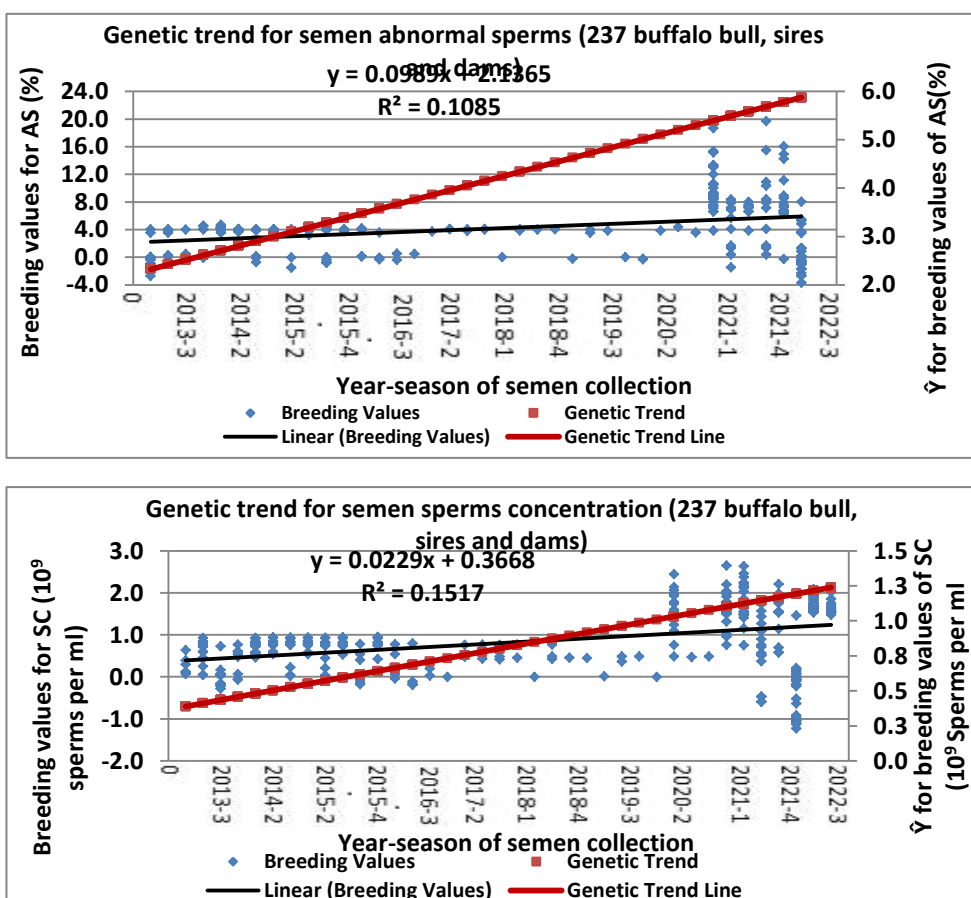 Genetic trend for semen abnormal sperms (237 buffalo bull, sires
and dams)
y = 0.0989x + 2.1365
R² = 0.1085
Breeding values for AS (%)
24.0
20.0
16.0
12.0
8.0
4.0
0.0
-4.0
6.0
5.0
4.0
3.0
2.0
Ŷ for breeding values of AS(%)
0
2013-3
2014-2
2015-2
2015-4
2016-3
2017-2
2018-1
2018-4
2019-3
2020-2
2021-1
2021-4
2022-3
Year-season of semen collection
Breeding Values
Genetic Trend
Linear (Breeding Values)
Genetic Trend Line
Genetic trend for semen sperms concentration (237 buffalo bull,
sires and dams)
y = 0.0229x + 0.3668
R² = 0.1517
Breeding values for SC (10⁹
sperms per ml)
3.0
2.0
1.0
0.0
-1.0
-2.0
1.5
1.3
1.0
0.8
0.5
0.3
0.0
Ŷ for breeding values of SC
(10⁹ Sperms per ml
0
2013-3
2014-2
2015-2
2015-4
2016-3
2017-2
2018-1
2018-4
2019-3
2020-2
2021-1
2021-4
2022-3
Year-season of semen collection
Breeding Values
Genetic Trend
Linear (Breeding Values)
Genetic Trend Line